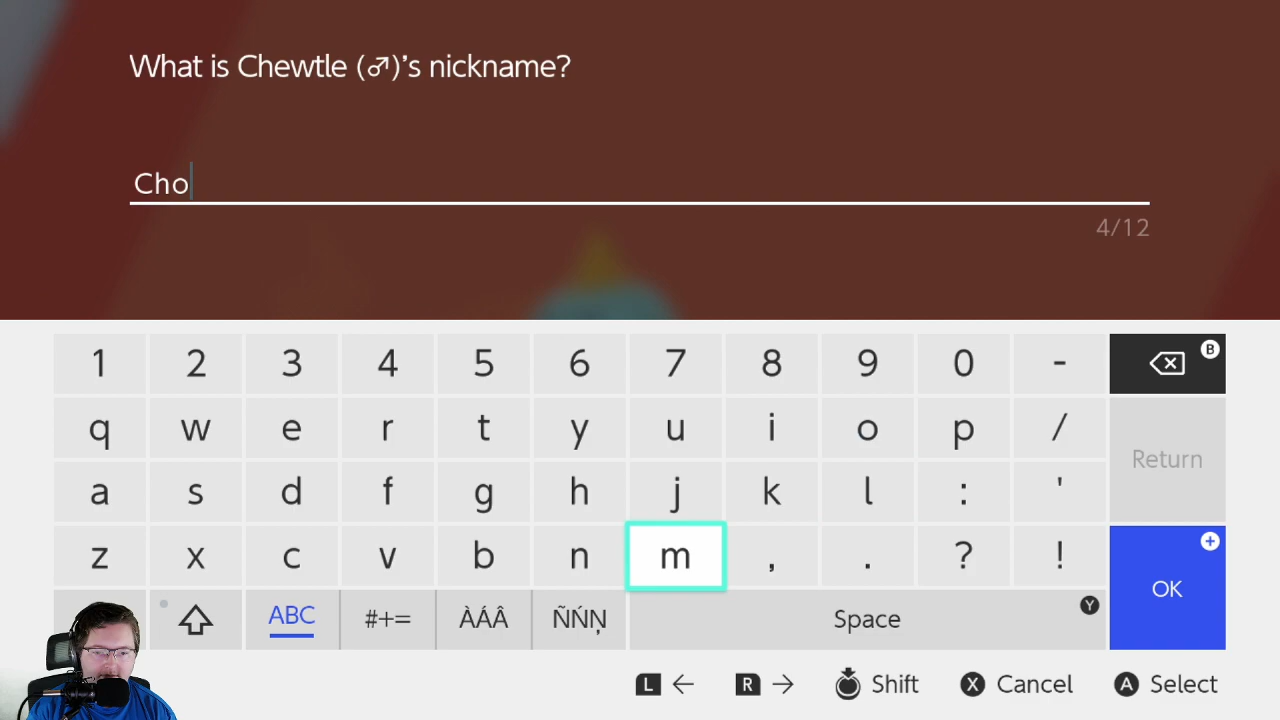 What is Chewtle (♂)'s nickname?
Cho
4/12
1 2 3 4 5 6 7 8 9 0 - B
q w e r t y u i o p /
Return
a s d f g h j k l : '
z x c v b n m , . ? ! +
OK
ABC #+= ÀÁÂ ÑŃŅ Space Y
L ← R → Shift X Cancel A Select